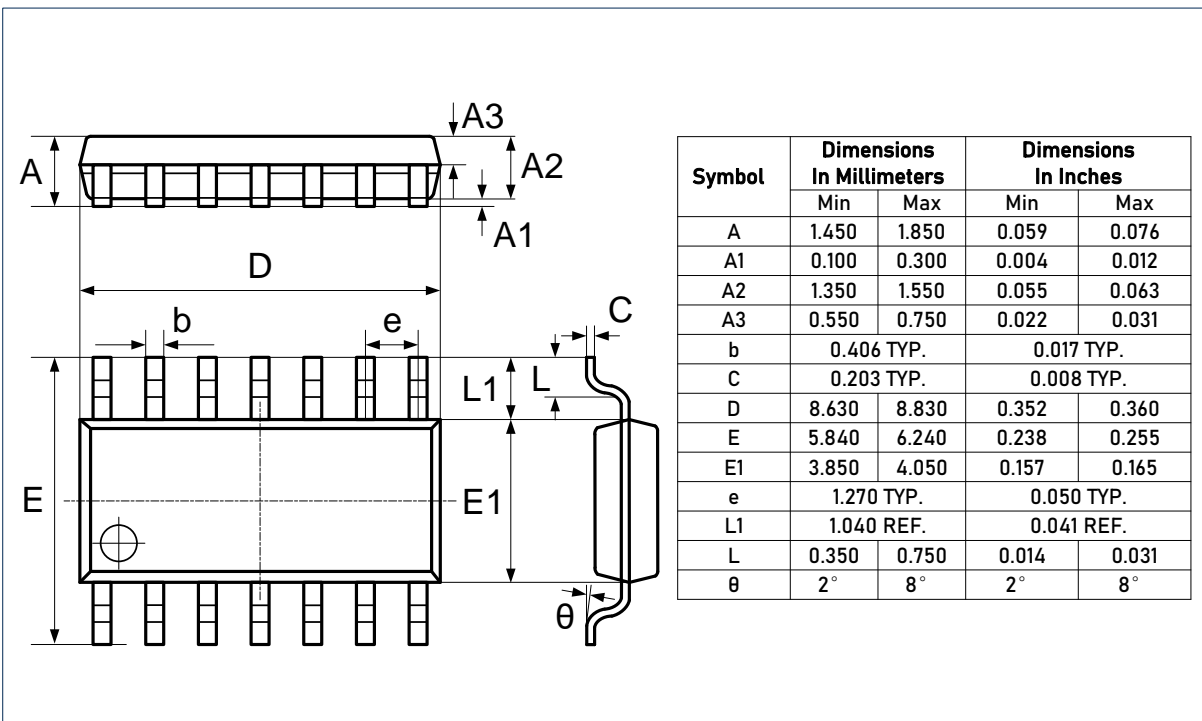 A3
A
A2
A1
D
b
e
C
L1
L
E
E1
θ
Symbol Dimensions In Millimeters Dimensions In Inches
Min Max Min Max
A 1.450 1.850 0.059 0.076
A1 0.100 0.300 0.004 0.012
A2 1.350 1.550 0.055 0.063
A3 0.550 0.750 0.022 0.031
b 0.406 TYP. 0.017 TYP.
C 0.203 TYP. 0.008 TYP.
D 8.630 8.830 0.352 0.360
E 5.840 6.240 0.238 0.255
E1 3.850 4.050 0.157 0.165
e 1.270 TYP. 0.050 TYP.
L1 1.040 REF. 0.041 REF.
L 0.350 0.750 0.014 0.031
θ 2° 8° 2° 8°